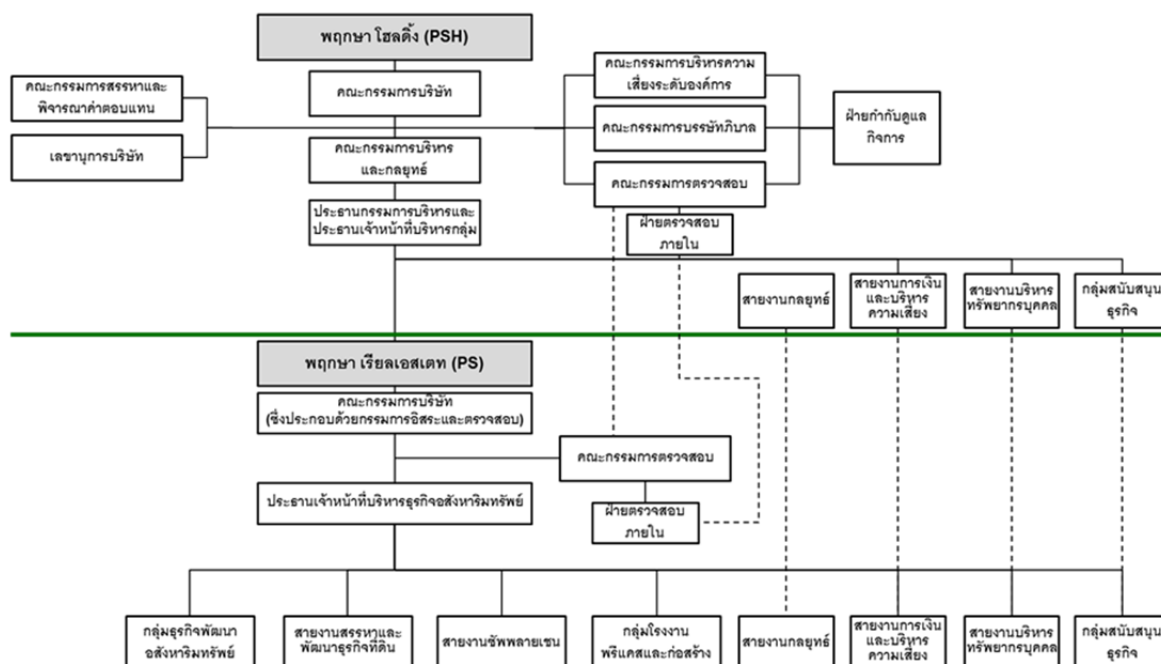 พฤกษา โฮลดิ้ง (PSH)
คณะกรรมการสรรหาและ
พิจารณาค่าตอบแทน
เลขานุการบริษัท
คณะกรรมการบริษัท
คณะกรรมการบริหาร
และกลยุทธ์
ประธานกรรมการบริหารและ
ประธานเจ้าหน้าที่บริหารกลุ่ม
คณะกรรมการบริหารความ
เสี่ยงระดับองค์การ
คณะกรรมการบรรษัทภิบาล
คณะกรรมการตรวจสอบ
ฝ่ายกำกับดูแล
กิจการ
ฝ่ายตรวจสอบ
ภายใน
สายงานกลยุทธ์
สายงานการเงิน
และบริหาร
ความเสี่ยง
สายงานบริหาร
ทรัพยากรบุคคล
กลุ่มสนับสนุน
ธุรกิจ
พฤกษา เรียลเอสเตท (PS)
คณะกรรมการบริษัท
(ซึ่งประกอบด้วยกรรมการอิสระและตรวจสอบ)
คณะกรรมการตรวจสอบ
ประธานเจ้าหน้าที่บริหารธุรกิจอสังหาริมทรัพย์
ฝ่ายตรวจสอบ
ภายใน
กลุ่มธุรกิจพัฒนา
อสังหาริมทรัพย์
สายงานสรรหาและ
พัฒนาธุรกิจที่ดิน
สายงานซัพพลายเชน
กลุ่มโรงงาน
พรีแคสและก่อสร้าง
สายงานกลยุทธ์
สายงานการเงิน
และบริหาร
ความเสี่ยง
สายงานบริหาร
ทรัพยากรบุคคล
กลุ่มสนับสนุน
ธุรกิจ